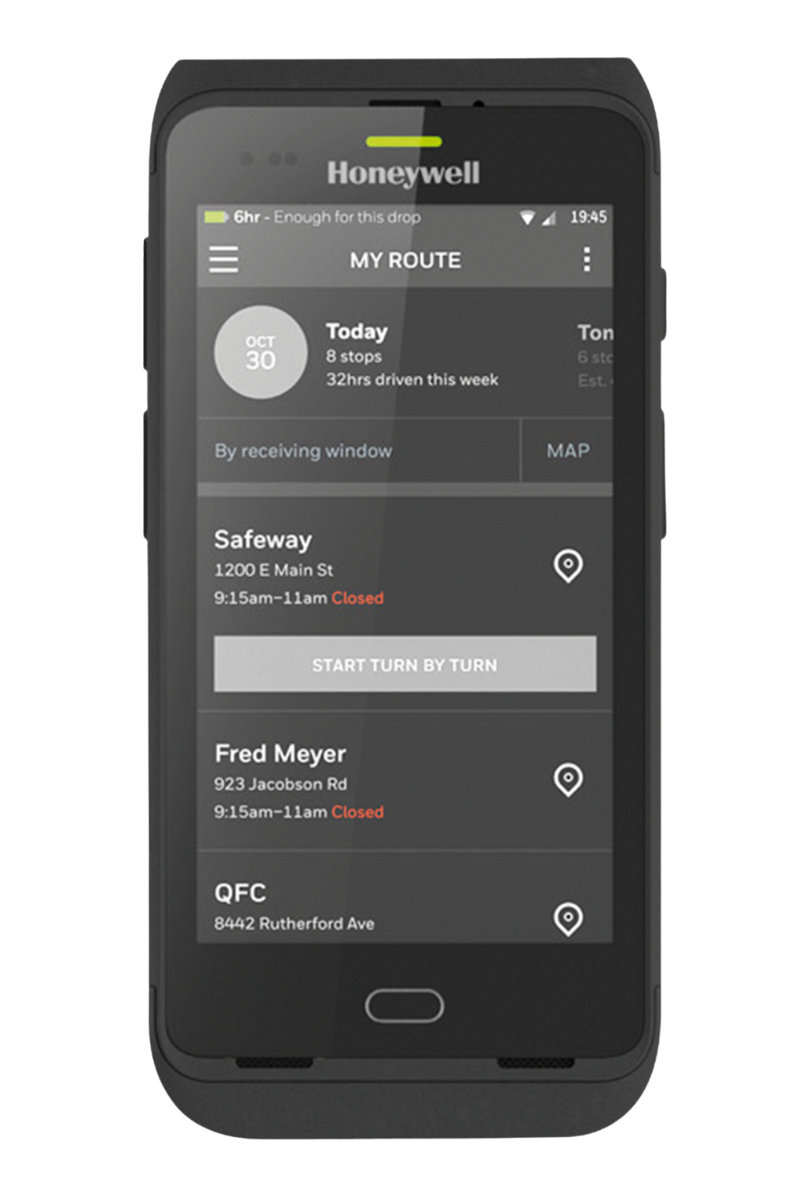 Honeywell
6hr - Enough for this drop 19:45
MY ROUTE
OCT
30
Today
8 stops
32hrs driven this week
Ton
6 sto
Est.
By receiving window
MAP
Safeway
1200 E Main St
9:15am–11am Closed
START TURN BY TURN
Fred Meyer
923 Jacobson Rd
9:15am–11am Closed
QFC
8442 Rutherford Ave